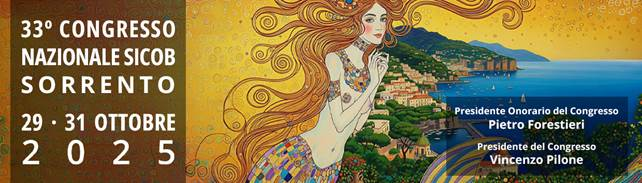 33º CONGRESSO
NAZIONALE SICOB
SORRENTO
29 · 31 OTTOBRE
2025
Presidente Onorario del Congresso
Pietro Forestieri
Presidente del Congresso
Vincenzo Pilone